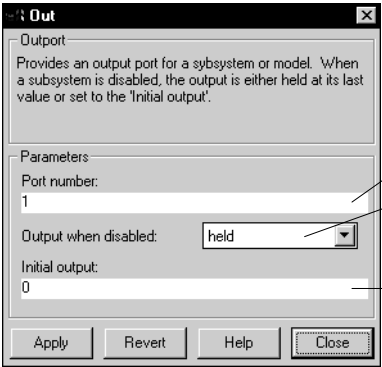 Out
Outport
Provides an output port for a subsystem or model. When
a subsystem is disabled, the output is either held at its last
value or set to the 'Initial output'.
Parameters
Port number:
1
Output when disabled: held
Initial output:
0
Apply Revert Help Close